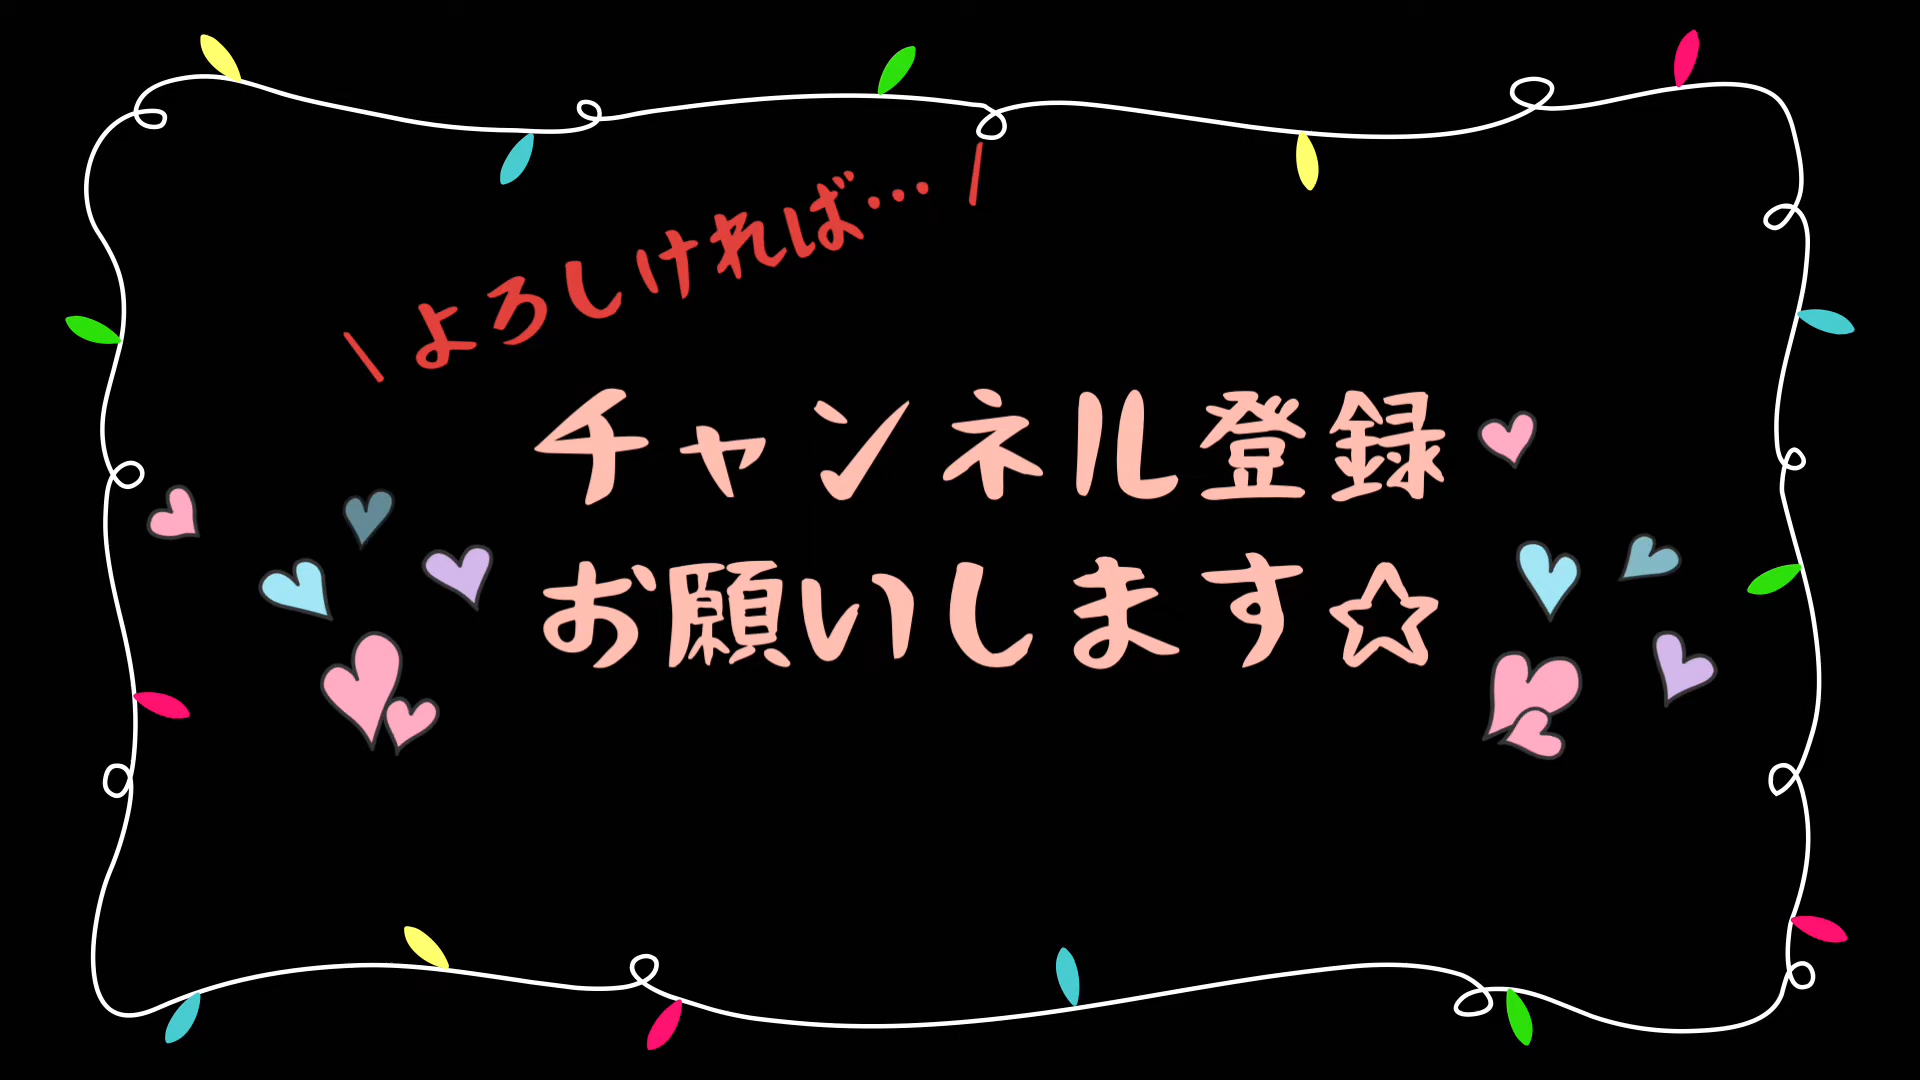 \よろしければ… /
チャンネル登録
お願いします☆